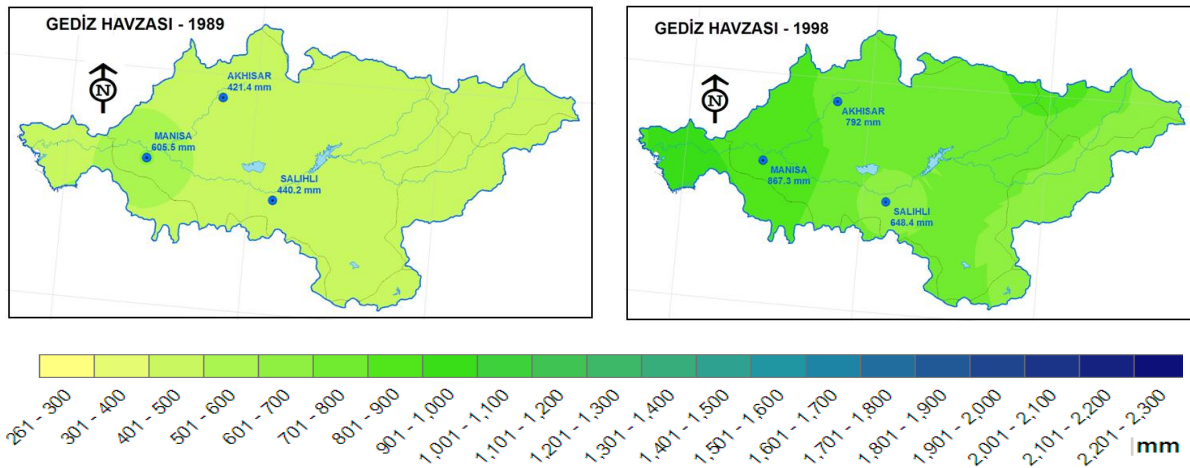 GEDİZ HAVZASI - 1989
N
AKHISAR
421.4 mm
MANISA
605.5 mm
SALIHLI
440.2 mm
GEDİZ HAVZASI - 1998
N
AKHISAR
792 mm
MANISA
867.3 mm
SALIHLI
648.4 mm
261 - 300
301 - 400
401 - 500
501 - 600
601 - 700
701 - 800
801 - 900
901 - 1,000
1,001 - 1,100
1,101 - 1,200
1,201 - 1,300
1,301 - 1,400
1,401 - 1,500
1,501 - 1,600
1,601 - 1,700
1,701 - 1,800
1,801 - 1,900
1,901 - 2,000
2,001 - 2,100
2,101 - 2,200
2,201 - 2,300
mm